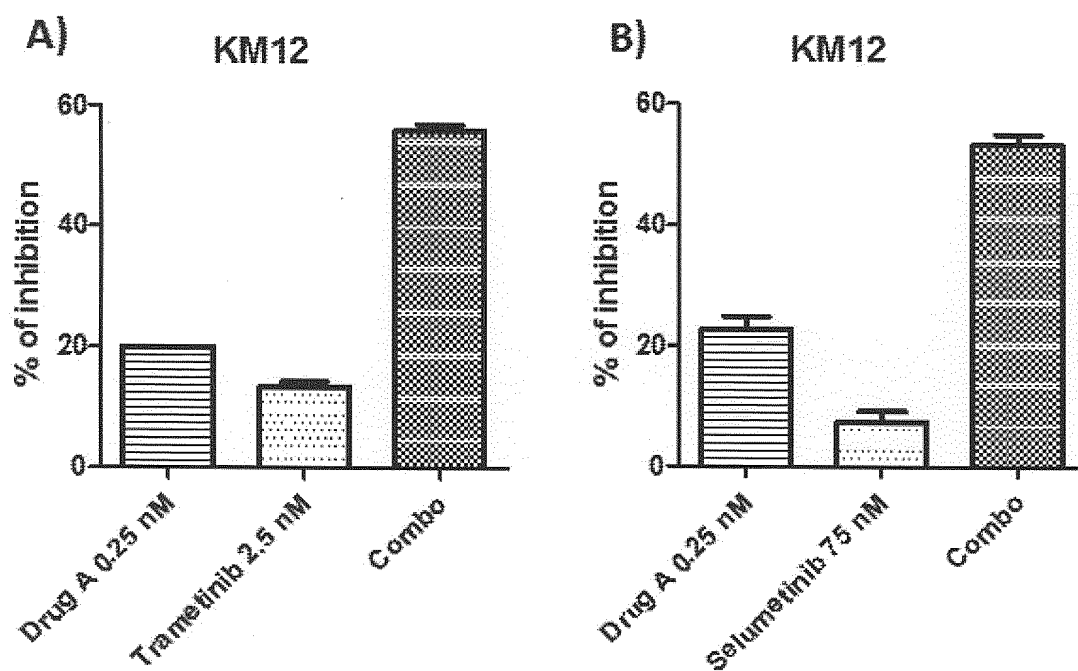 A)
KM12
% of inhibition
60
40
20
0
Drug A 0.25 nM
Trametinib 2,5 nM
Combo
B)
KM12
% of inhibition
60
40
20
0
Drug A 0.25 nM
Selumetinib 75 nM
Combo